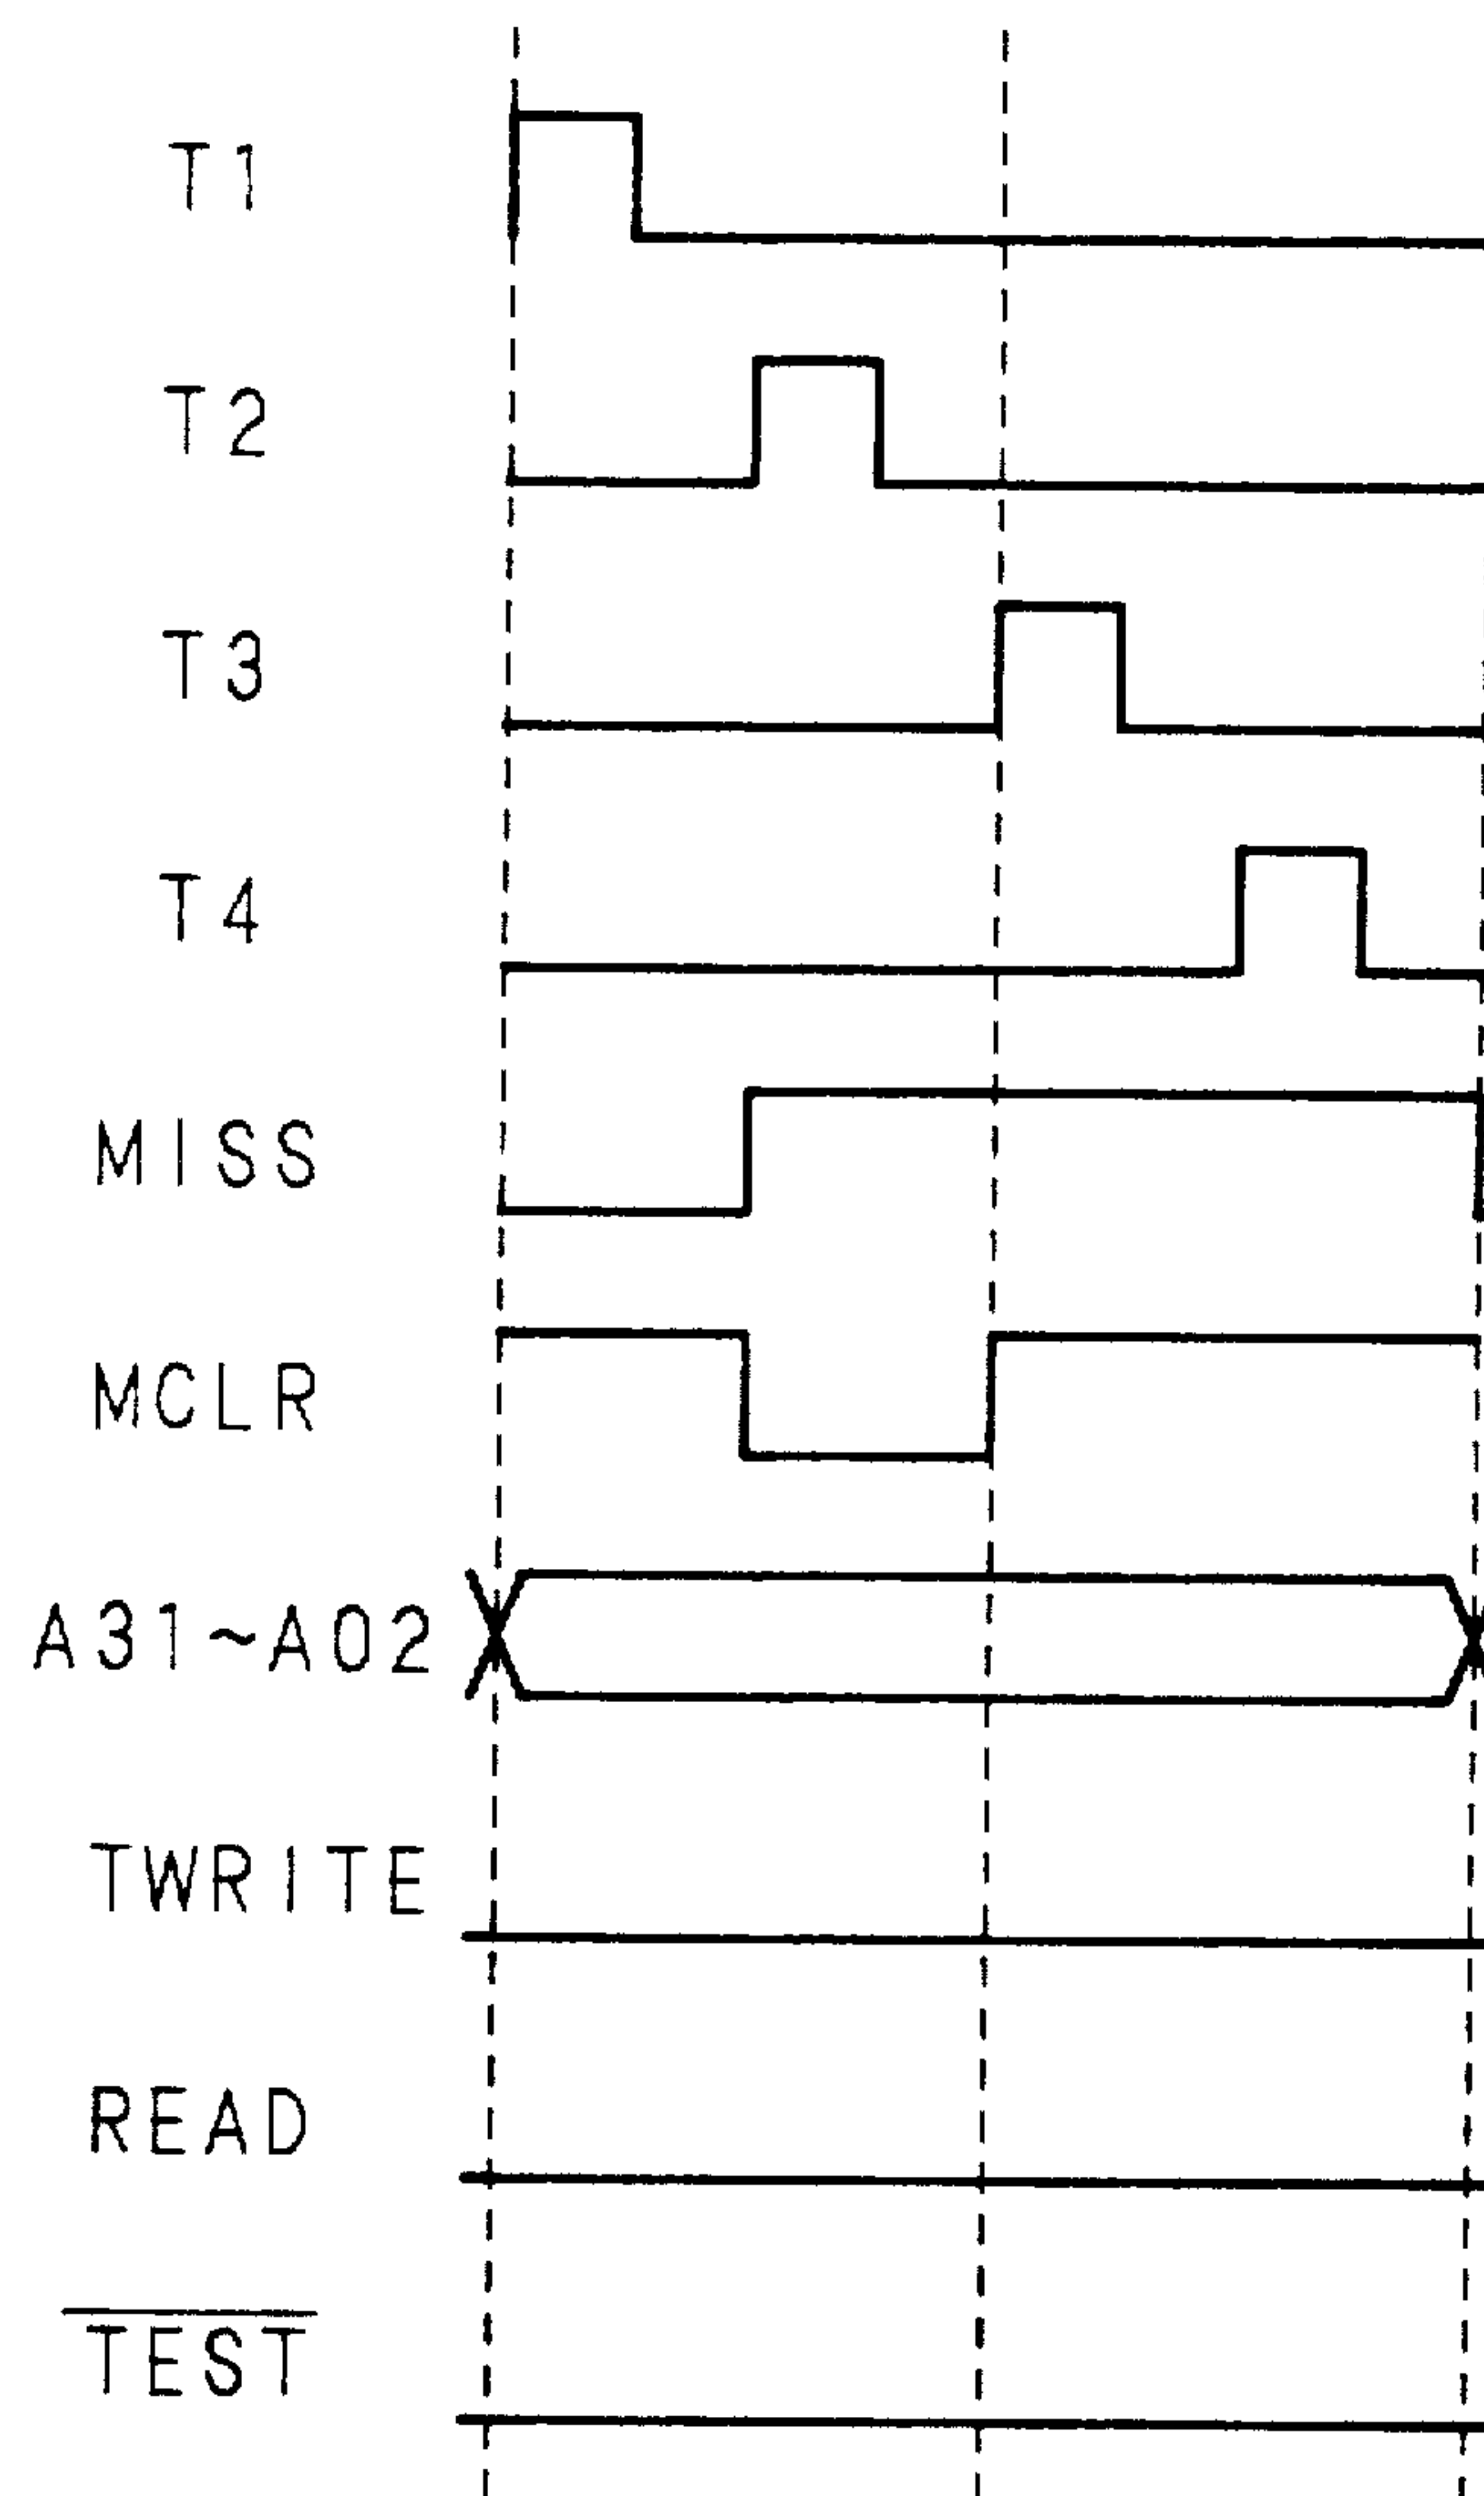 T1
T2
T3
T4
MISS
MCLR
A31~A02
TWRITE
READ
TEST